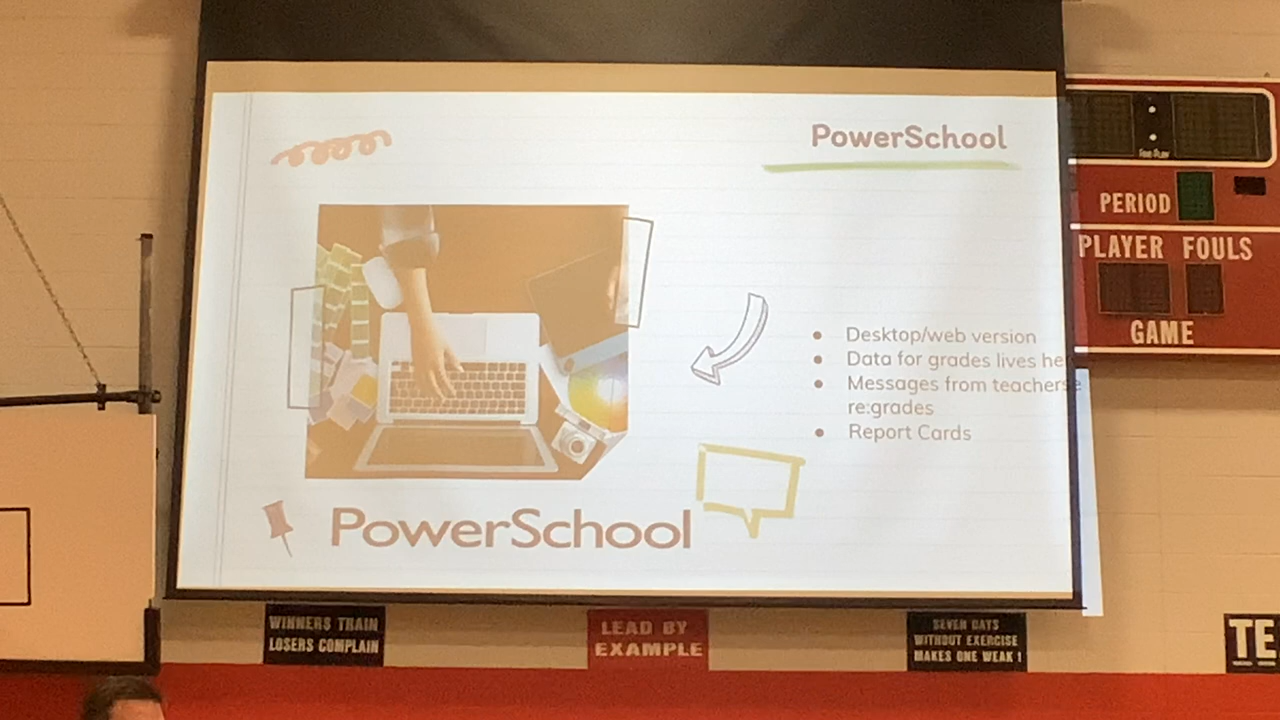 PowerSchool
Desktop/web version
Data for grades lives here
Messages from teachers
re:grades
Report Cards
PowerSchool
PERIOD
PLAYER FOULS
GAME
WINNERS TRAIN
LOSERS COMPLAIN
LEAD BY
EXAMPLE
SEVEN DAYS
WITHOUT EXERCISE
MAKES ONE WEAK !
TE